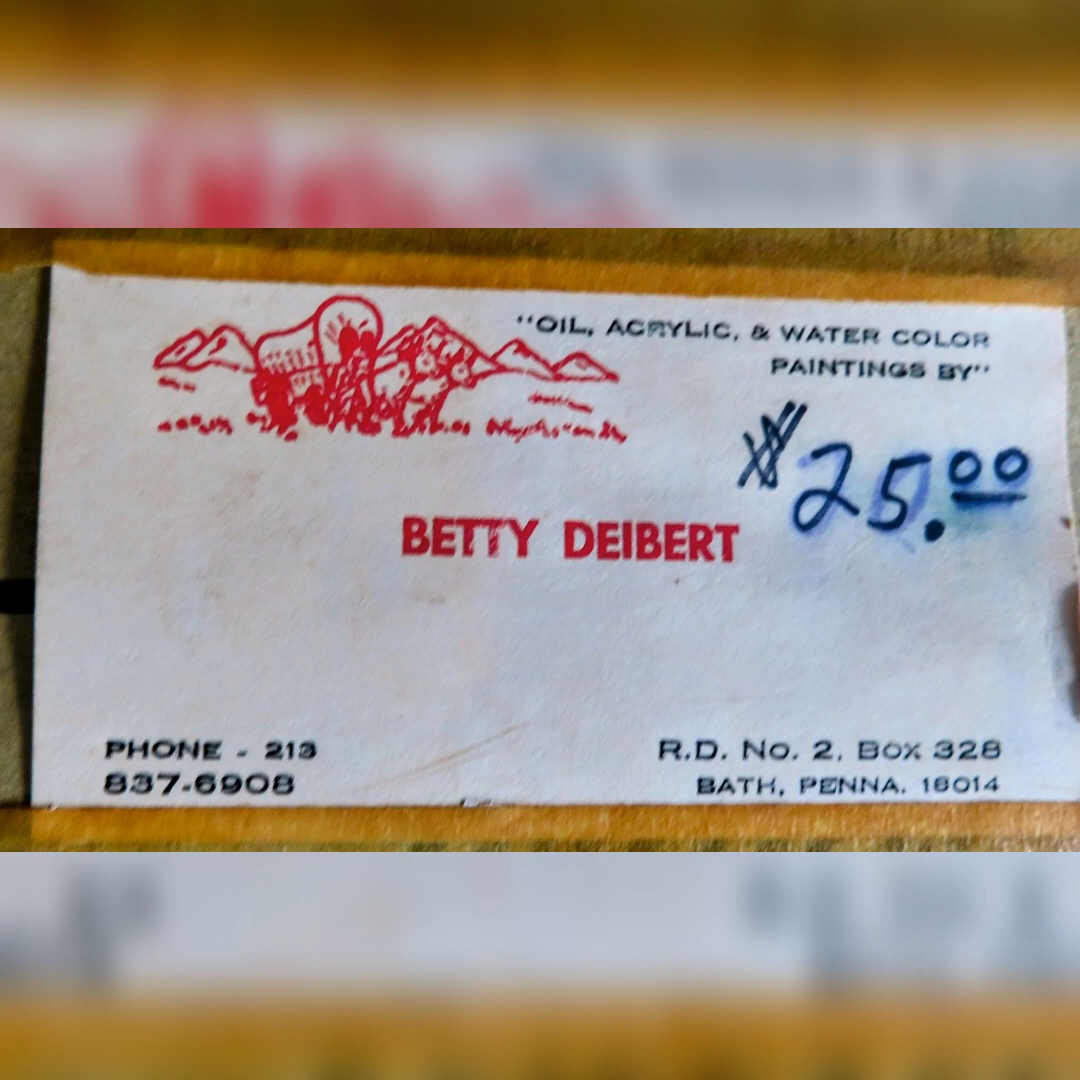 "OIL, ACRYLIC, & WATER COLOR
PAINTINGS BY"
$25.00
BETTY DEIBERT
PHONE - 213
837-6908
R.D. No. 2, Box 328
BATH, PENNA. 18014